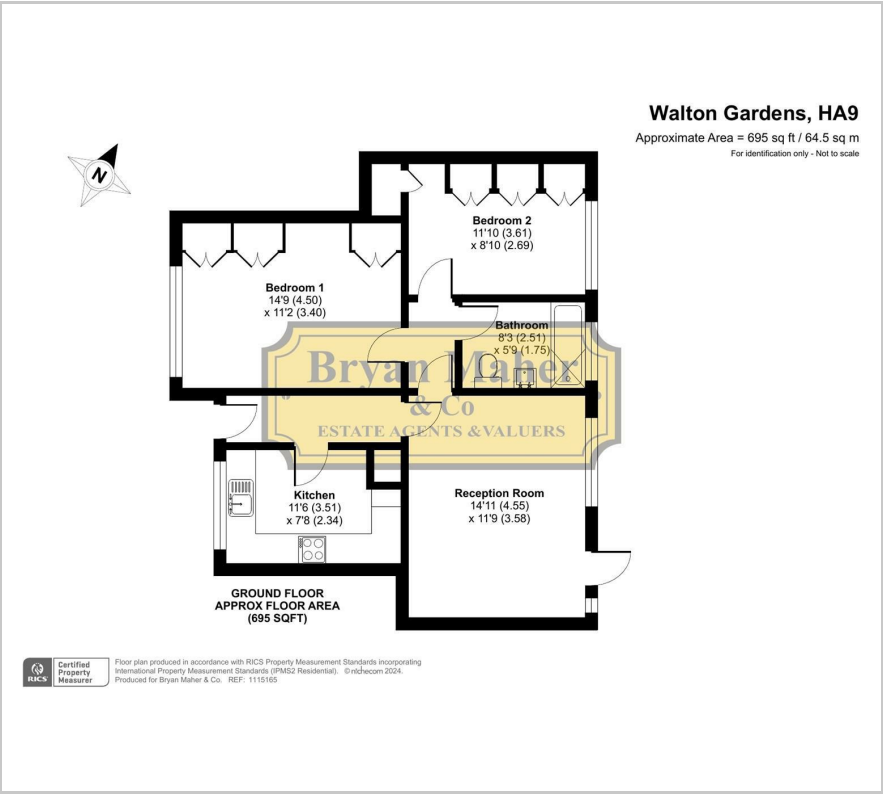 Walton Gardens, HA9
Approximate Area = 695 sq ft / 64.5 sq m
For identification only - Not to scale
N
Bedroom 2
11'10 (3.61)
x 8'10 (2.69)
Bedroom 1
14'9 (4.50)
x 11'2 (3.40)
Bathroom
8'3 (2.51)
x 5'9 (1.75)
Bryan Maher
& Co
ESTATE AGENTS & VALUERS
Kitchen
11'6 (3.51)
x 7'8 (2.34)
Reception Room
14'11 (4.55)
x 11'9 (3.58)
GROUND FLOOR
APPROX FLOOR AREA
(695 SQFT)
RICS
Certified
Property
Measurer
Floor plan produced in accordance with RICS Property Measurement Standards incorporating
International Property Measurement Standards (IPMS2 Residential). © nichecom 2024.
Produced for Bryan Maher & Co. REF: 1115165